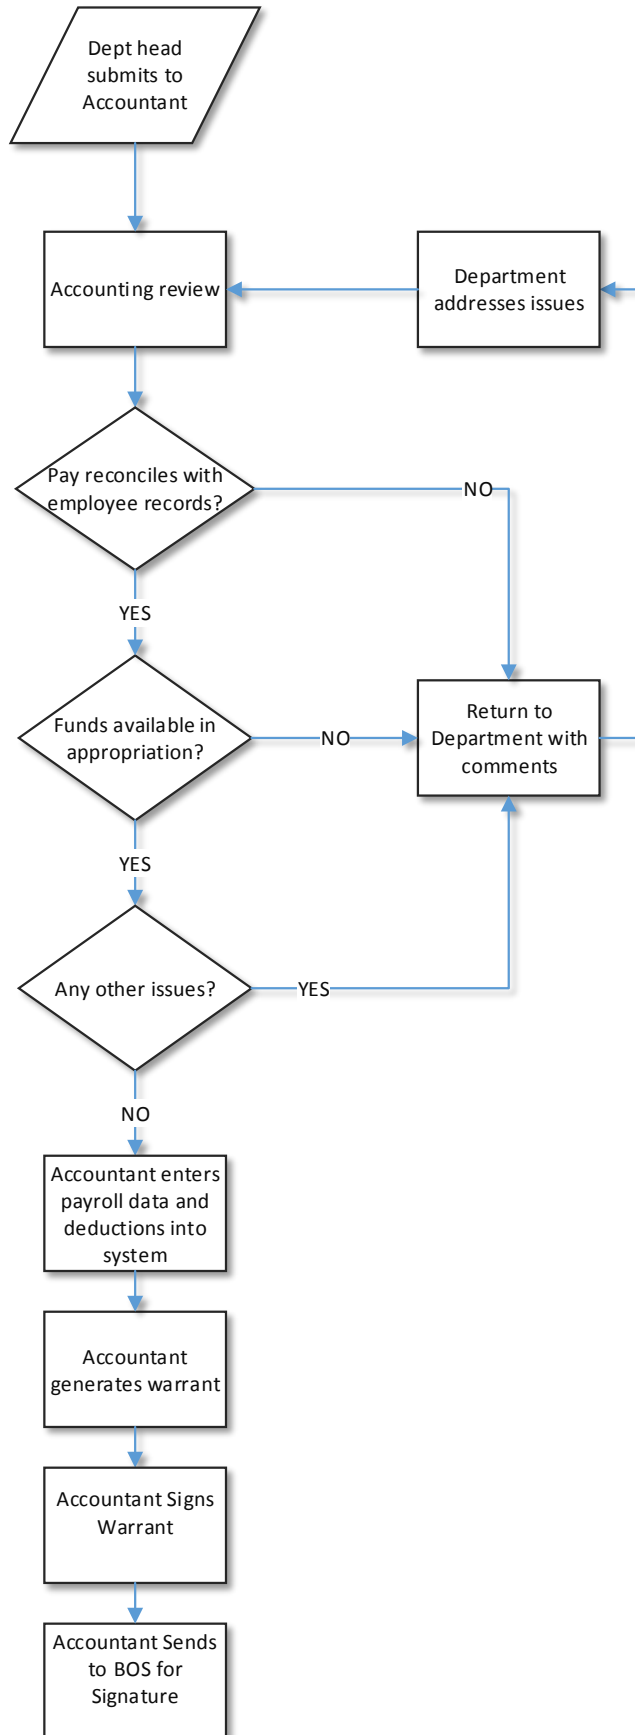 Dept head
submits to
Accountant
Accounting review
Department
addresses issues
Pay reconciles with
employee records?
NO
YES
Funds available in
appropriation?
NO
Return to
Department with
comments
YES
Any other issues?
YES
NO
Accountant enters
payroll data and
deductions into
system
Accountant
generates warrant
Accountant Signs
Warrant
Accountant Sends
to BOS for
Signature